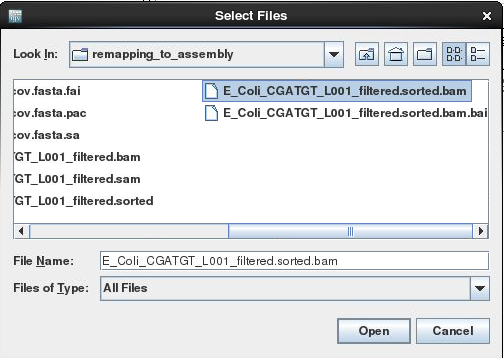 Select Files
Look In: remapping_to_assembly
cov.fasta.fai
cov.fasta.pac
cov.fasta.sa
TGT_L001_filtered.bam
TGT_L001_filtered.sam
TGT_L001_filtered.sorted
E_Coli_CGATGT_L001_filtered.sorted.bam
E_Coli_CGATGT_L001_filtered.sorted.bam.bai
File Name: E_Coli_CGATGT_L001_filtered.sorted.bam
Files of Type: All Files
Open Cancel